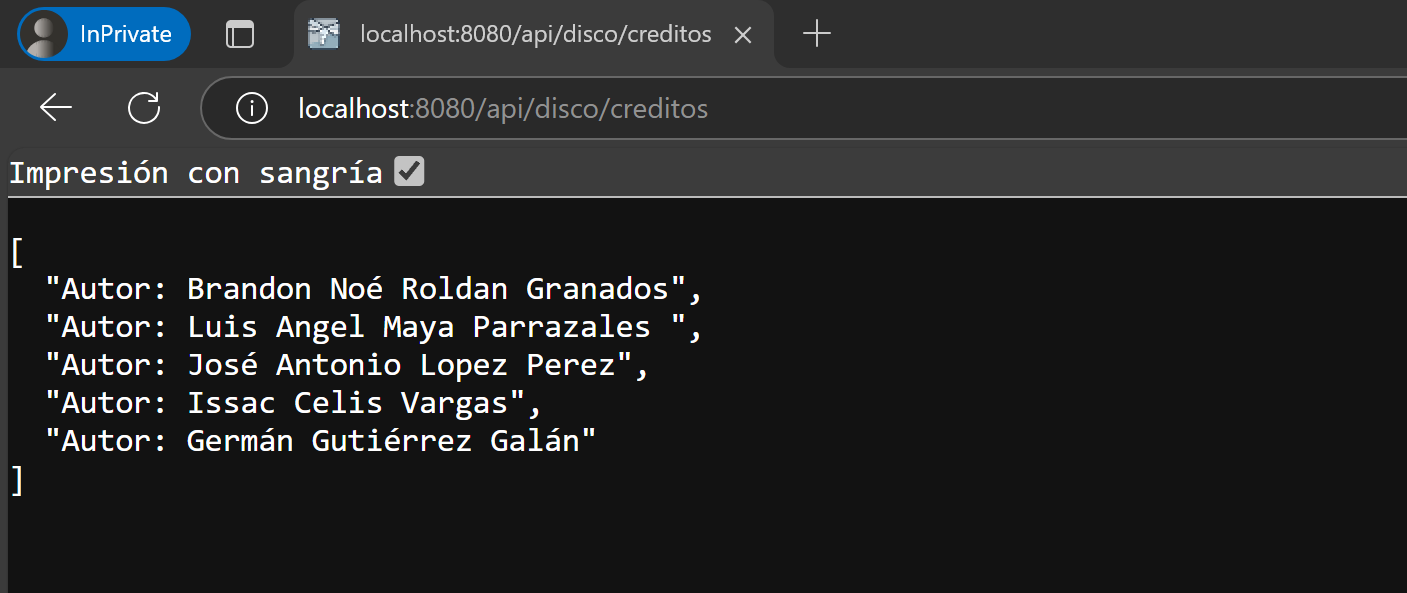 InPrivate
localhost:8080/api/disco/creditos
localhost:8080/api/disco/creditos
Impresión con sangría
[
"Autor: Brandon Noé Roldan Granados",
"Autor: Luis Angel Maya Parrazales ",
"Autor: José Antonio Lopez Perez",
"Autor: Issac Celis Vargas",
"Autor: Germán Gutiérrez Galán"
]